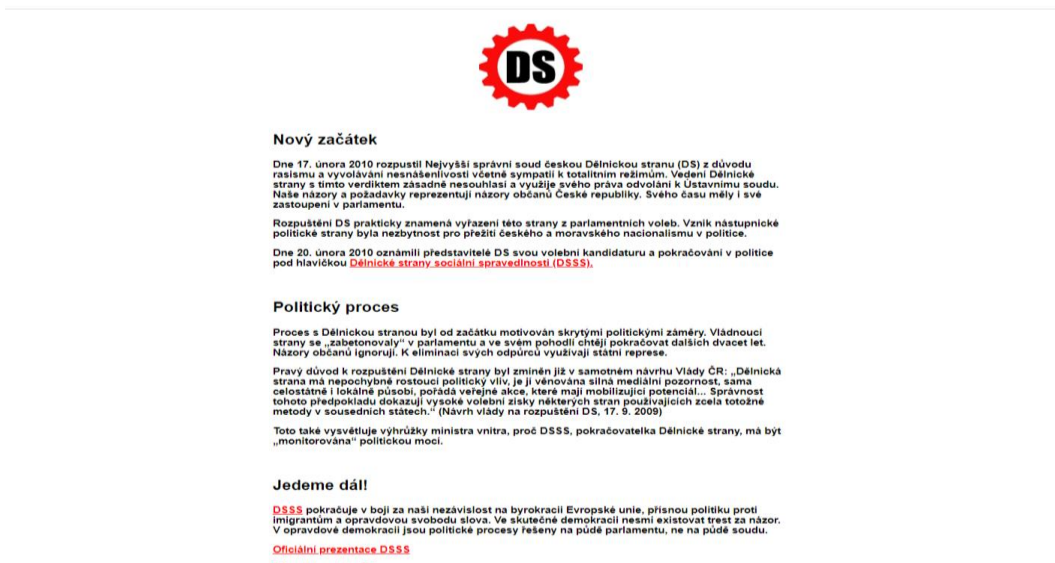 DS
Nový začátek
Dne 17. února 2010 rozpustil Nejvyšší správní soud českou Dělnickou stranu (DS) z důvodu
rasismu a vyvolávání nesnášenlivosti včetně sympatií k totalitním režimům. Vedení Dělnické
strany s tímto verdiktem zásadně nesouhlasí a využije svého práva odvolání k Ústavnímu soudu.
Naše názory a požadavky reprezentují názory občanů České republiky. Svého času měly i své
zastoupení v parlamentu.
Rozpuštění DS prakticky znamená vyřazení této strany z parlamentních voleb. Vznik nástupnické
politické strany byla nezbytnost pro přežití českého a moravského nacionalismu v politice.
Dne 20. února 2010 oznámili představitelé DS svou volební kandidaturu a pokračování v politice
pod hlavičkou Dělnické strany sociální spravedlnosti (DSSS).
Politický proces
Proces s Dělnickou stranou byl od začátku motivován skrytými politickými záměry. Vládnoucí
strany se „zabetonovaly“ v parlamentu a ve svém pohodlí chtějí pokračovat dalších dvacet let.
Názory občanů ignorují. K eliminaci svých odpůrců využívají státní represe.
Pravý důvod k rozpuštění Dělnické strany byl zmíněn již v samotném návrhu Vlády ČR: „Dělnická
strana má nepochybně rostoucí politický vliv, je jí věnována silná mediální pozornost, sama
celostátně i lokálně působí, pořádá veřejné akce, které mají mobilizující potenciál... Správnost
tohoto předpokladu dokazují vysoké volební zisky některých stran používajících zcela totožné
metody v sousedních státech.“ (Návrh vlády na rozpuštění DS, 17. 9. 2009)
Toto také vysvětluje výhrůžky ministra vnitra, proč DSSS, pokračovatelka Dělnické strany, má být
„monitorována“ politickou mocí.
Jedeme dál!
DSSS pokračuje v boji za naši nezávislost na byrokracii Evropské unie, přísnou politiku proti
imigrantům a opravdovou svobodu slova. Ve skutečné demokracii nesmí existovat trest za názor.
V opravdové demokracii jsou politické procesy řešeny na půdě parlamentu, ne na půdě soudu.
Oficiální prezentace DSSS